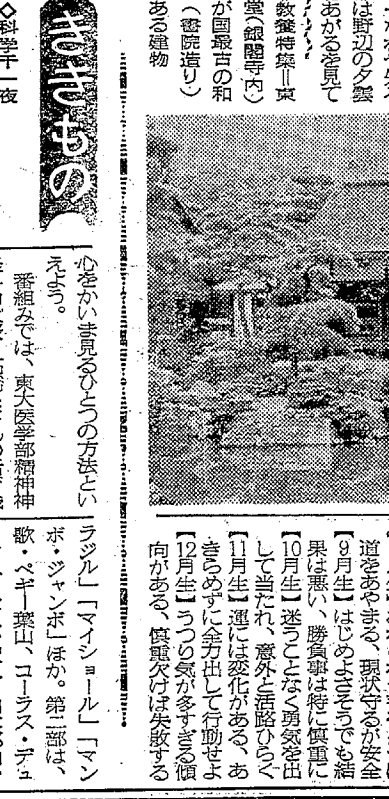 は野辺の夕雲
あがるを見て
教養特集＝東
堂（銀閣寺内）
が国最古の和
（書院造り）
ある建物
道をあやまる、現状守るが安全
【9月生】はじめよさそうでも結
果は悪い、勝負事は特に慎重に
【10月生】迷うことなく勇気を出
して当たれ、意外と活路ひらく
【11月生】運には変化がある、あ
きらめずに全力出して行動せよ
【12月生】うつり気が多すぎる傾
向がある、慎重欠けば失敗する
ききもの
◇科学千一夜
心をかいま見るひとつの方法とい
えよう。
番組みでは、東大医学部精神神
ラジル」「マイショール」「マン
ボ・ジャンボ」ほか。第二部は、
歌・ペギー葉山、コーラス・デュ